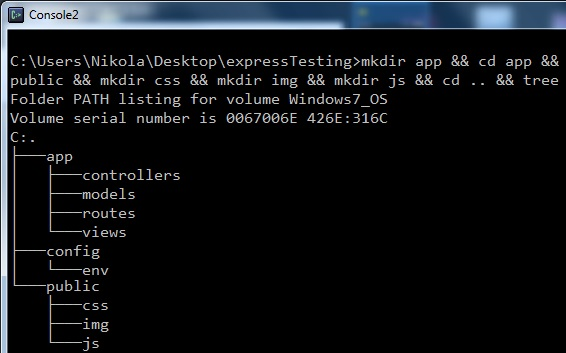 Console2
C:\Users\Nikola\Desktop\expressTesting>mkdir app && cd app &&
public && mkdir css && mkdir img && mkdir js && cd .. && tree
Folder PATH listing for volume Windows7_OS
Volume serial number is 0067006E 426E:316C
C:.
├───app
│   ├───controllers
│   ├───models
│   ├───routes
│   └───views
├───config
│   └───env
└───public
    ├───css
    ├───img
    └───js